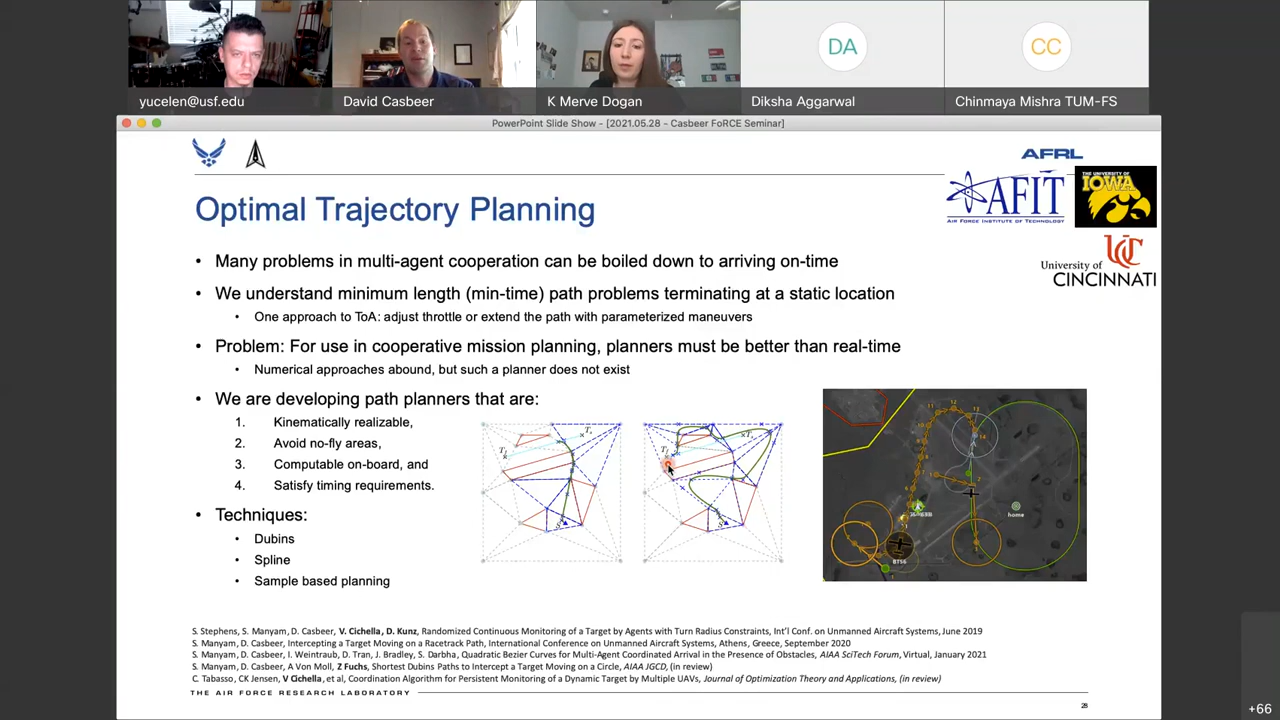 DA
CC
yucelen@usf.edu
David Casbeer
K Merve Dogan
Diksha Aggarwal
Chinmaya Mishra TUM-FS
PowerPoint Slide Show - [2021.05.28 - Casbeer FoRCE Seminar]
AFRL
AFIT
AIR FORCE INSTITUTE OF TECHNOLOGY
THE UNIVERSITY OF
IOWA
University of
CINCINNATI
Optimal Trajectory Planning
• Many problems in multi-agent cooperation can be boiled down to arriving on-time
• We understand minimum length (min-time) path problems terminating at a static location
• One approach to ToA: adjust throttle or extend the path with parameterized maneuvers
• Problem: For use in cooperative mission planning, planners must be better than real-time
• Numerical approaches abound, but such a planner does not exist
• We are developing path planners that are:
1. Kinematically realizable,
2. Avoid no-fly areas,
3. Computable on-board, and
4. Satisfy timing requirements.
• Techniques:
• Dubins
• Spline
• Sample based planning
home
S. Stephens, S. Manyam, D. Casbeer, V. Cichella, D. Kunz, Randomized Continuous Monitoring of a Target by Agents with Turn Radius Constraints, Int'l Conf. on Unmanned Aircraft Systems, June 2019
S. Manyam, D. Casbeer, Intercepting a Target Moving on a Racetrack Path, International Conference on Unmanned Aircraft Systems, Athens, Greece, September 2020
S. Manyam, D. Casbeer, I. Weintraub, D. Tran, J. Bradley, S. Darbha, Quadratic Bezier Curves for Multi-Agent Coordinated Arrival in the Presence of Obstacles, AIAA SciTech Forum, Virtual, January 2021
S. Manyam, D. Casbeer, A Von Moll, Z Fuchs, Shortest Dubins Paths to Intercept a Target Moving on a Circle, AIAA JGCD, (in review)
C. Tabasso, CK Jensen, V Cichella, et al, Coordination Algorithm for Persistent Monitoring of a Dynamic Target by Multiple UAVs, Journal of Optimization Theory and Applications, (in review)
THE AIR FORCE RESEARCH LABORATORY
28
+66